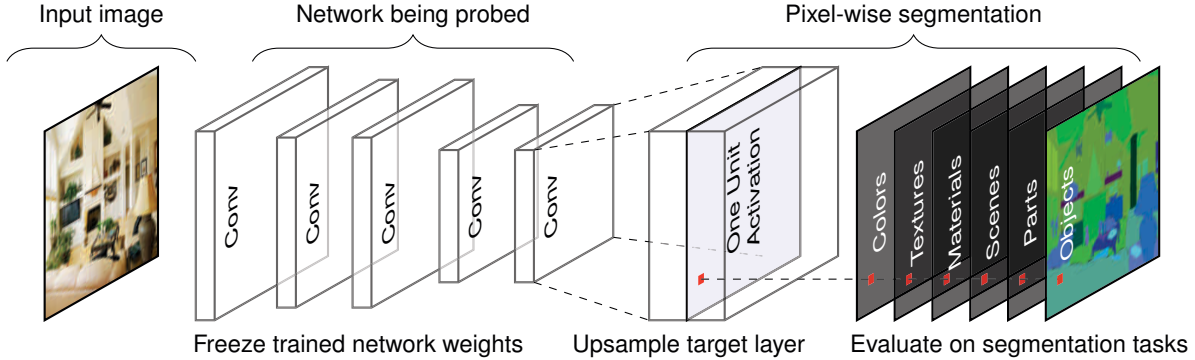 Input image
Network being probed
Pixel-wise segmentation
Conv
Conv
Conv
Conv
Conv
One Unit
Activation
Colors
Textures
Materials
Scenes
Parts
Objects
Freeze trained network weights
Upsample target layer
Evaluate on segmentation tasks